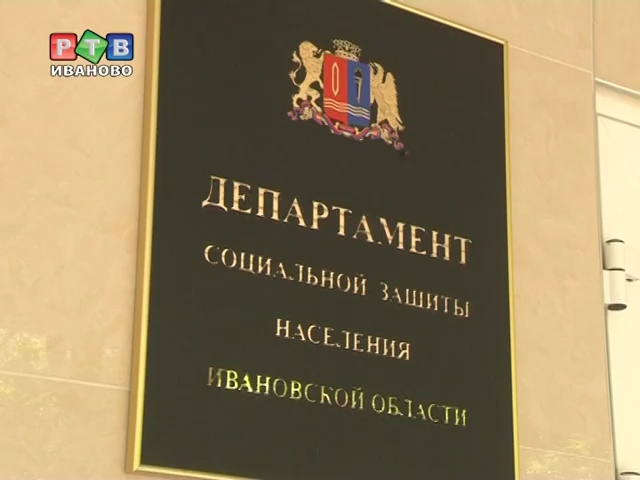 РТВ
ИВАНОВО
ДЕПАРТАМЕНТ
СОЦИАЛЬНОЙ ЗАЩИТЫ
НАСЕЛЕНИЯ
ИВАНОВСКОЙ ОБЛАСТИ